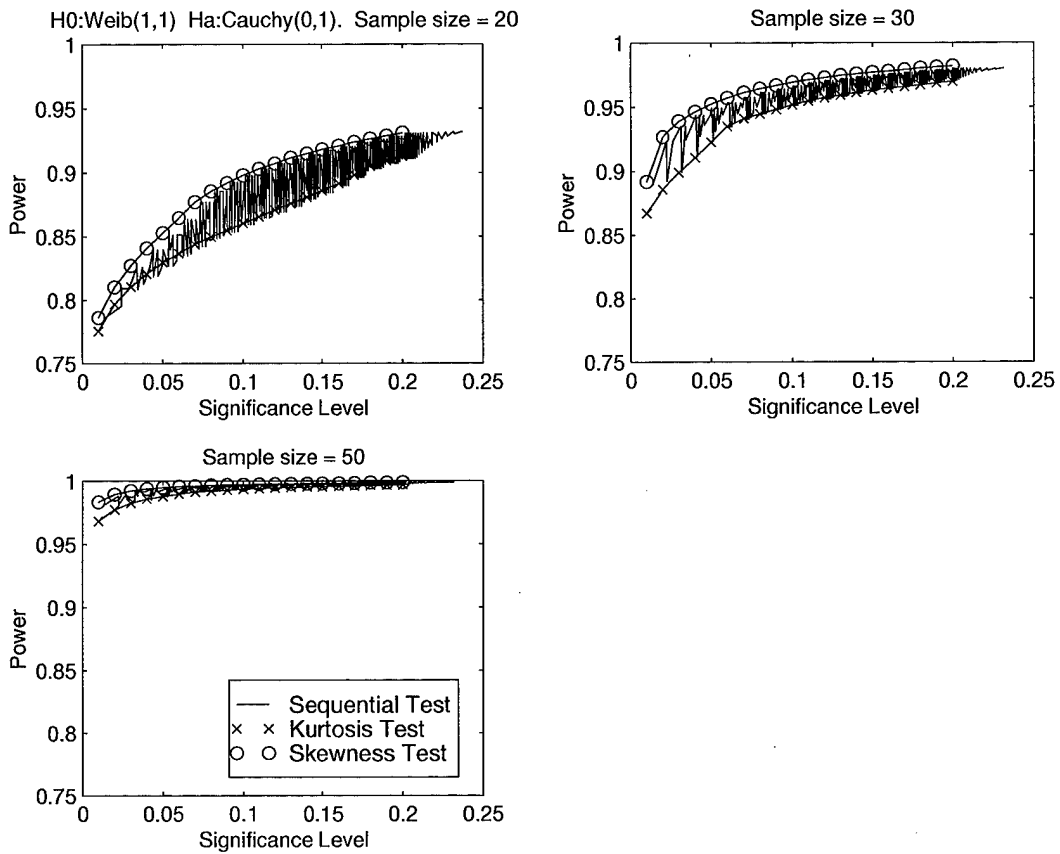 H0:Weib(1,1) Ha:Cauchy(0,1). Sample size = 20
1
0.95
0.9
0.85
0.8
0.75
Power
0 0.05 0.1 0.15 0.2 0.25
Significance Level
Sample size = 30
1
0.95
0.9
0.85
0.8
0.75
Power
0 0.05 0.1 0.15 0.2 0.25
Significance Level
Sample size = 50
1
0.95
0.9
0.85
0.8
0.75
Power
Sequential Test
Kurtosis Test
Skewness Test
0 0.05 0.1 0.15 0.2 0.25
Significance Level